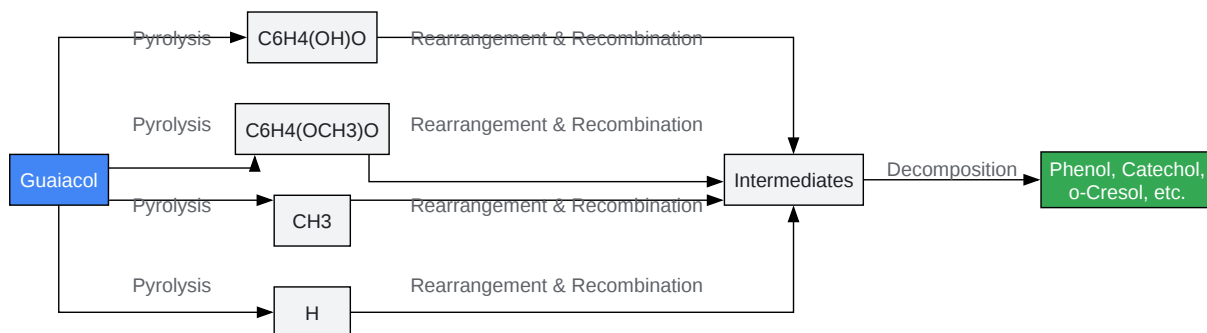 Pyrolysis
C6H4(OH)O
Rearrangement & Recombination
Pyrolysis
C6H4(OCH3)O
Rearrangement & Recombination
Guaiacol
Intermediates
Decomposition
Phenol, Catechol,
o-Cresol, etc.
Pyrolysis
CH3
Rearrangement & Recombination
Pyrolysis
H
Rearrangement & Recombination